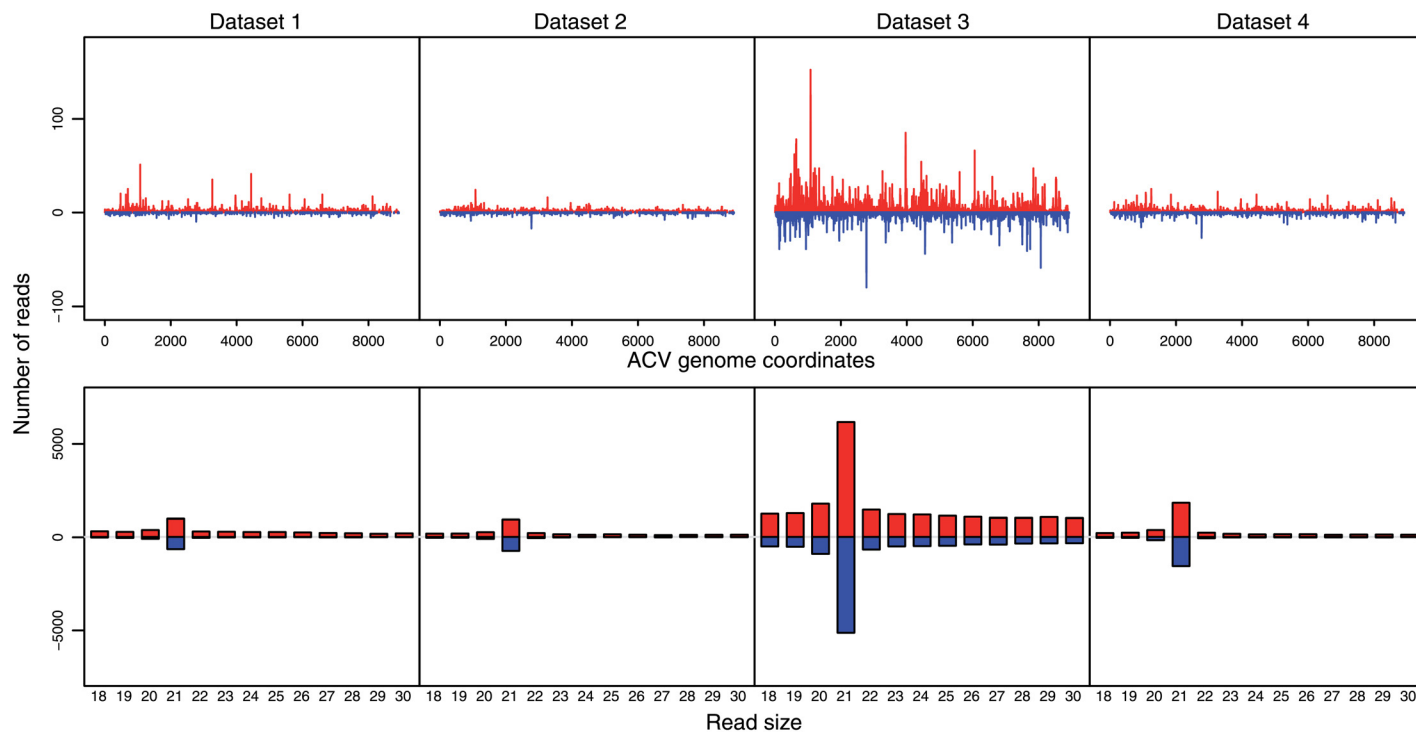 Dataset 1 Dataset 2 Dataset 3 Dataset 4
100
0
−100
0 2000 4000 6000 8000 0 2000 4000 6000 8000 0 2000 4000 6000 8000 0 2000 4000 6000 8000
ACV genome coordinates
Number of reads
5000
0
−5000
18 19 20 21 22 23 24 25 26 27 28 29 30 18 19 20 21 22 23 24 25 26 27 28 29 30 18 19 20 21 22 23 24 25 26 27 28 29 30 18 19 20 21 22 23 24 25 26 27 28 29 30
Read size